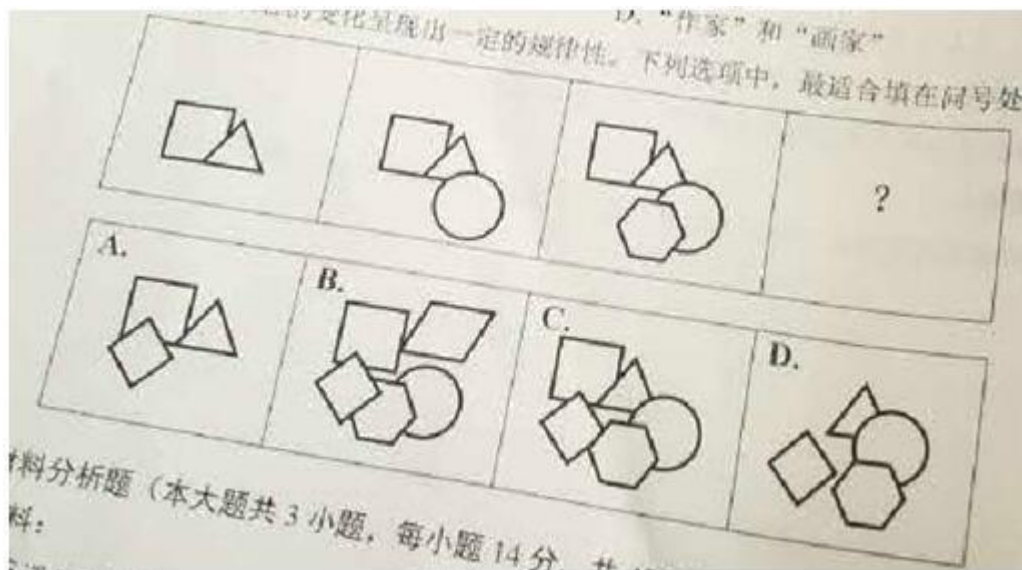 D. “作家”和“画家”
的变化呈现出一定的规律性。下列选项中，最适合填在问号处
?
A.
B.
C.
D.
材料分析题（本大题共3小题，每小题14分，共
料：